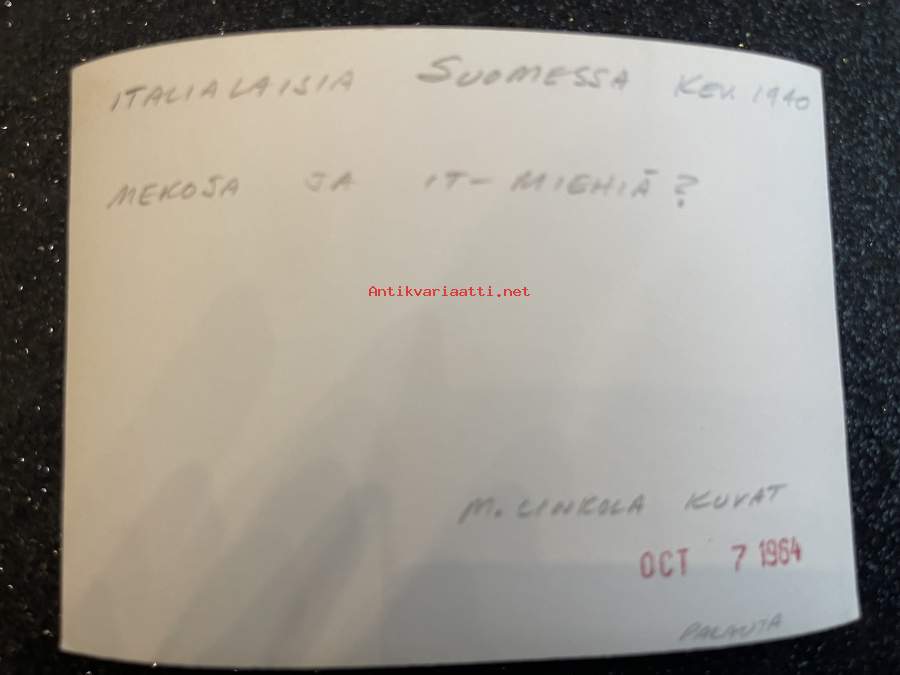 ITALIALAISIA SUOMESSA KEV. 1940
MEKOJA JA IT-MIEHIÄ?
Antikvariaatti.net
M. LINKOLA KUVAT
OCT 7 1964
PALAUTA